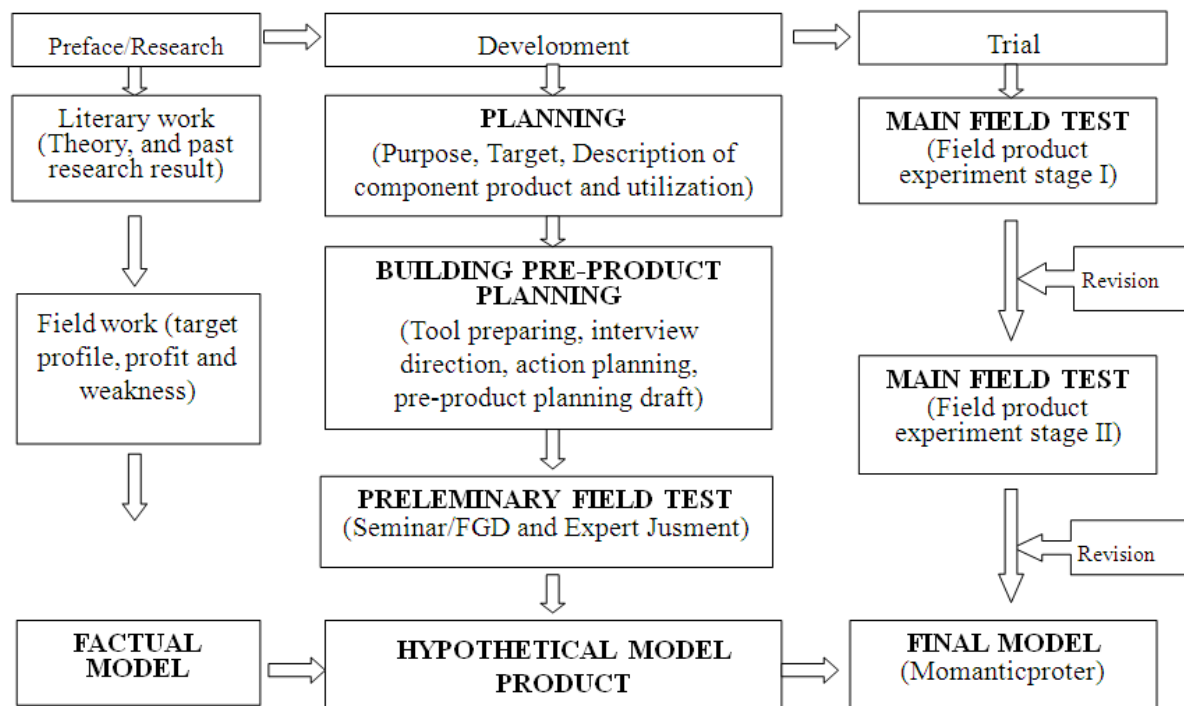 Preface/Research
Development
Trial
Literary work
(Theory, and past
research result)
Field work (target
profile, profit and
weakness)
FACTUAL
MODEL
PLANNING
(Purpose, Target, Description of
component product and utilization)
BUILDING PRE-PRODUCT
PLANNING
(Tool preparing, interview
direction, action planning,
pre-product planning draft)
PRELEMINARY FIELD TEST
(Seminar/FGD and Expert Jusment)
HYPOTHETICAL MODEL
PRODUCT
MAIN FIELD TEST
(Field product
experiment stage I)
Revision
MAIN FIELD TEST
(Field product
experiment stage II)
Revision
FINAL MODEL
(Momanticproter)